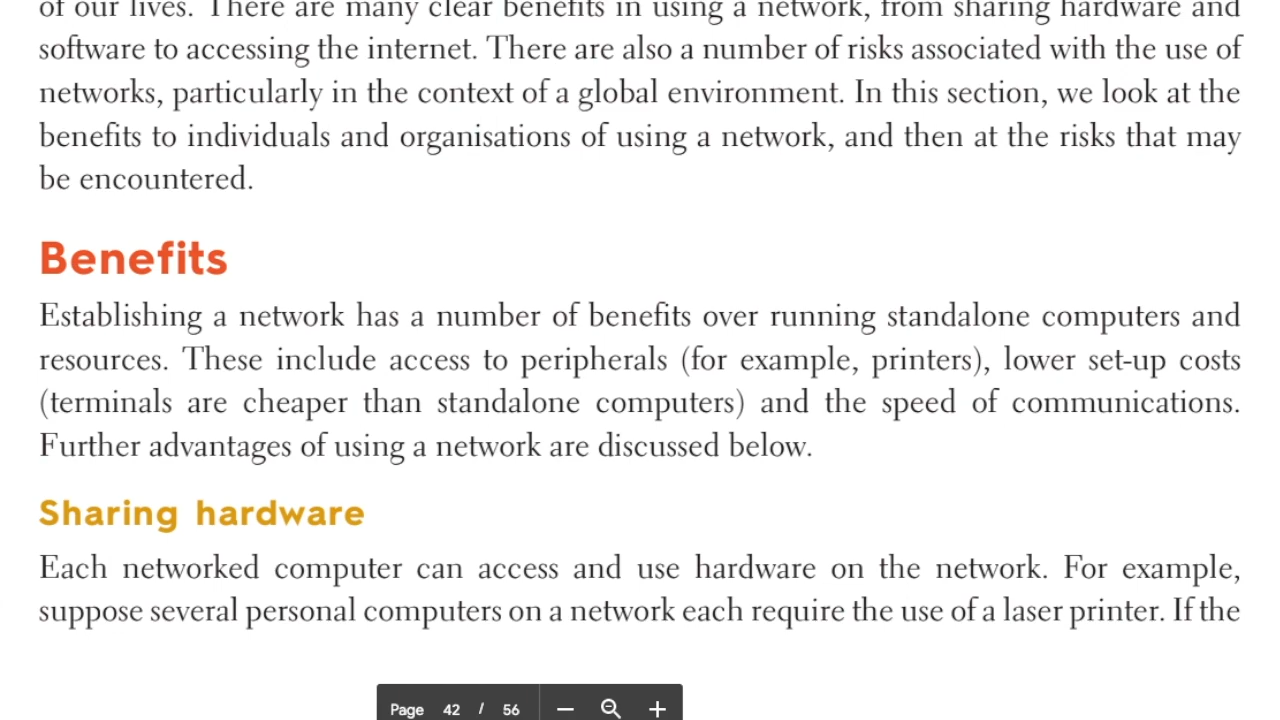 of our lives. There are many clear benefits in using a network, from sharing hardware and
software to accessing the internet. There are also a number of risks associated with the use of
networks, particularly in the context of a global environment. In this section, we look at the
benefits to individuals and organisations of using a network, and then at the risks that may
be encountered.
Benefits
Establishing a network has a number of benefits over running standalone computers and
resources. These include access to peripherals (for example, printers), lower set-up costs
(terminals are cheaper than standalone computers) and the speed of communications.
Further advantages of using a network are discussed below.
Sharing hardware
Each networked computer can access and use hardware on the network. For example,
suppose several personal computers on a network each require the use of a laser printer. If the
Page 42 / 56